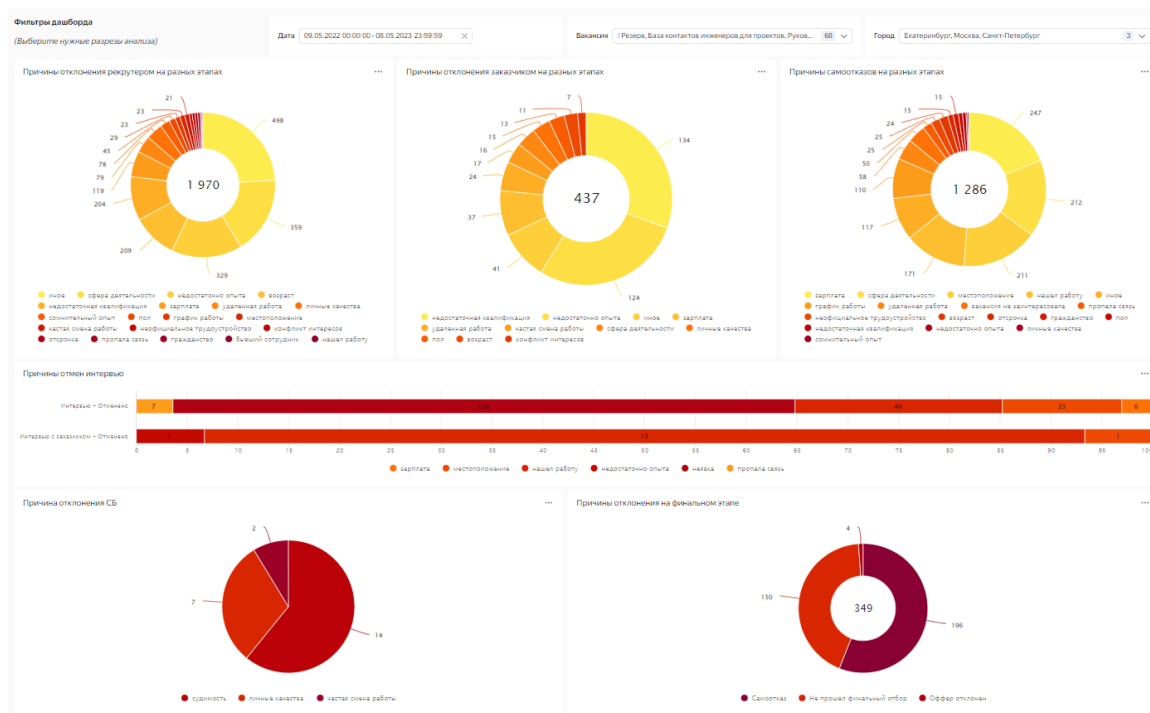 Фильтры дашборда
(Выберите нужные разрезы анализа)
Дата 09.05.2022 00:00:00 - 08.05.2023 23:59:59
Вакансия ! Резерв, База контактов инженеров для проектов, Руков... 68
Город Екатеринбург, Москва, Санкт-Петербург 3
Причины отклонения рекрутером на разных этапах
21
23
23
29
45
78
79
119
204
209
329
359
498
1 970
иное сфера деятельности недостаточно опыта возраст
недостаточная квалификация зарплата удаленная работа личные качества
сомнительный опыт пол график работы местоположение
частая смена работы неофициальное трудоустройство конфликт интересов
отсрочка пропала связь гражданство бывший сотрудник нашел работу
Причины отклонения заказчиком на разных этапах
7
11
13
15
16
17
24
37
41
124
134
437
недостаточная квалификация недостаточно опыта иное зарплата
удаленная работа частая смена работы сфера деятельности личные качества
пол возраст конфликт интересов
Причины самоотказов на разных этапах
15
15
24
25
25
50
58
110
117
171
211
212
247
1 286
зарплата сфера деятельности местоположение нашел работу иное
график работы удаленная работа вакансия не заинтересовала пропала связь
неофициальное трудоустройство возраст отсрочка гражданство пол
недостаточная квалификация недостаточно опыта личные качества
сомнительный опыт
Причины отмен интервью
Интервью - Отменено 7 120 40 23 6
Интервью с заказчиком - Отменено 1 13 1
0 5 10 15 20 25 30 35 40 45 50 55 60 65 70 75 80 85 90 95 100
зарплата местоположение нашел работу недостаточно опыта неявка пропала связь
Причина отклонения СБ
2
7
14
судимость личные качества частая смена работы
Причины отклонения на финальном этапе
4
150
349
196
Самоотказ Не прошел финальный отбор Оффер отклонен